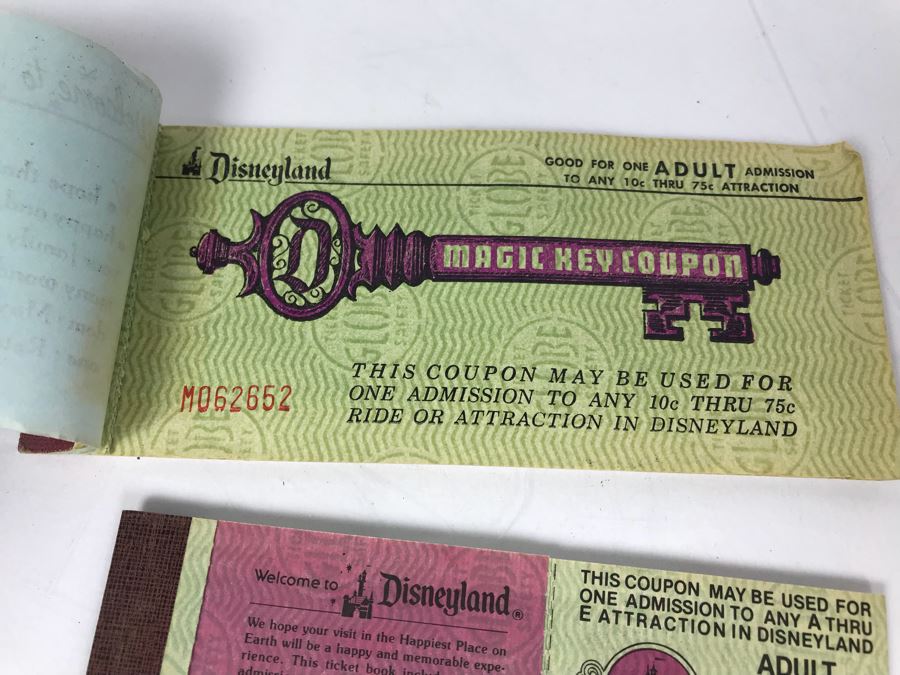 Disneyland
GOOD FOR ONE ADULT ADMISSION
TO ANY 10c THRU 75c ATTRACTION
D
MAGIC KEY COUPON
M062652
THIS COUPON MAY BE USED FOR
ONE ADMISSION TO ANY 10c THRU 75c
RIDE OR ATTRACTION IN DISNEYLAND
Welcome to Disneyland®
We hope your visit in the Happiest Place on
Earth will be a happy and memorable expe-
rience. This ticket book
THIS COUPON MAY BE USED FOR
ONE ADMISSION TO ANY A THRU
E ATTRACTION IN DISNEYLAND
ADULT